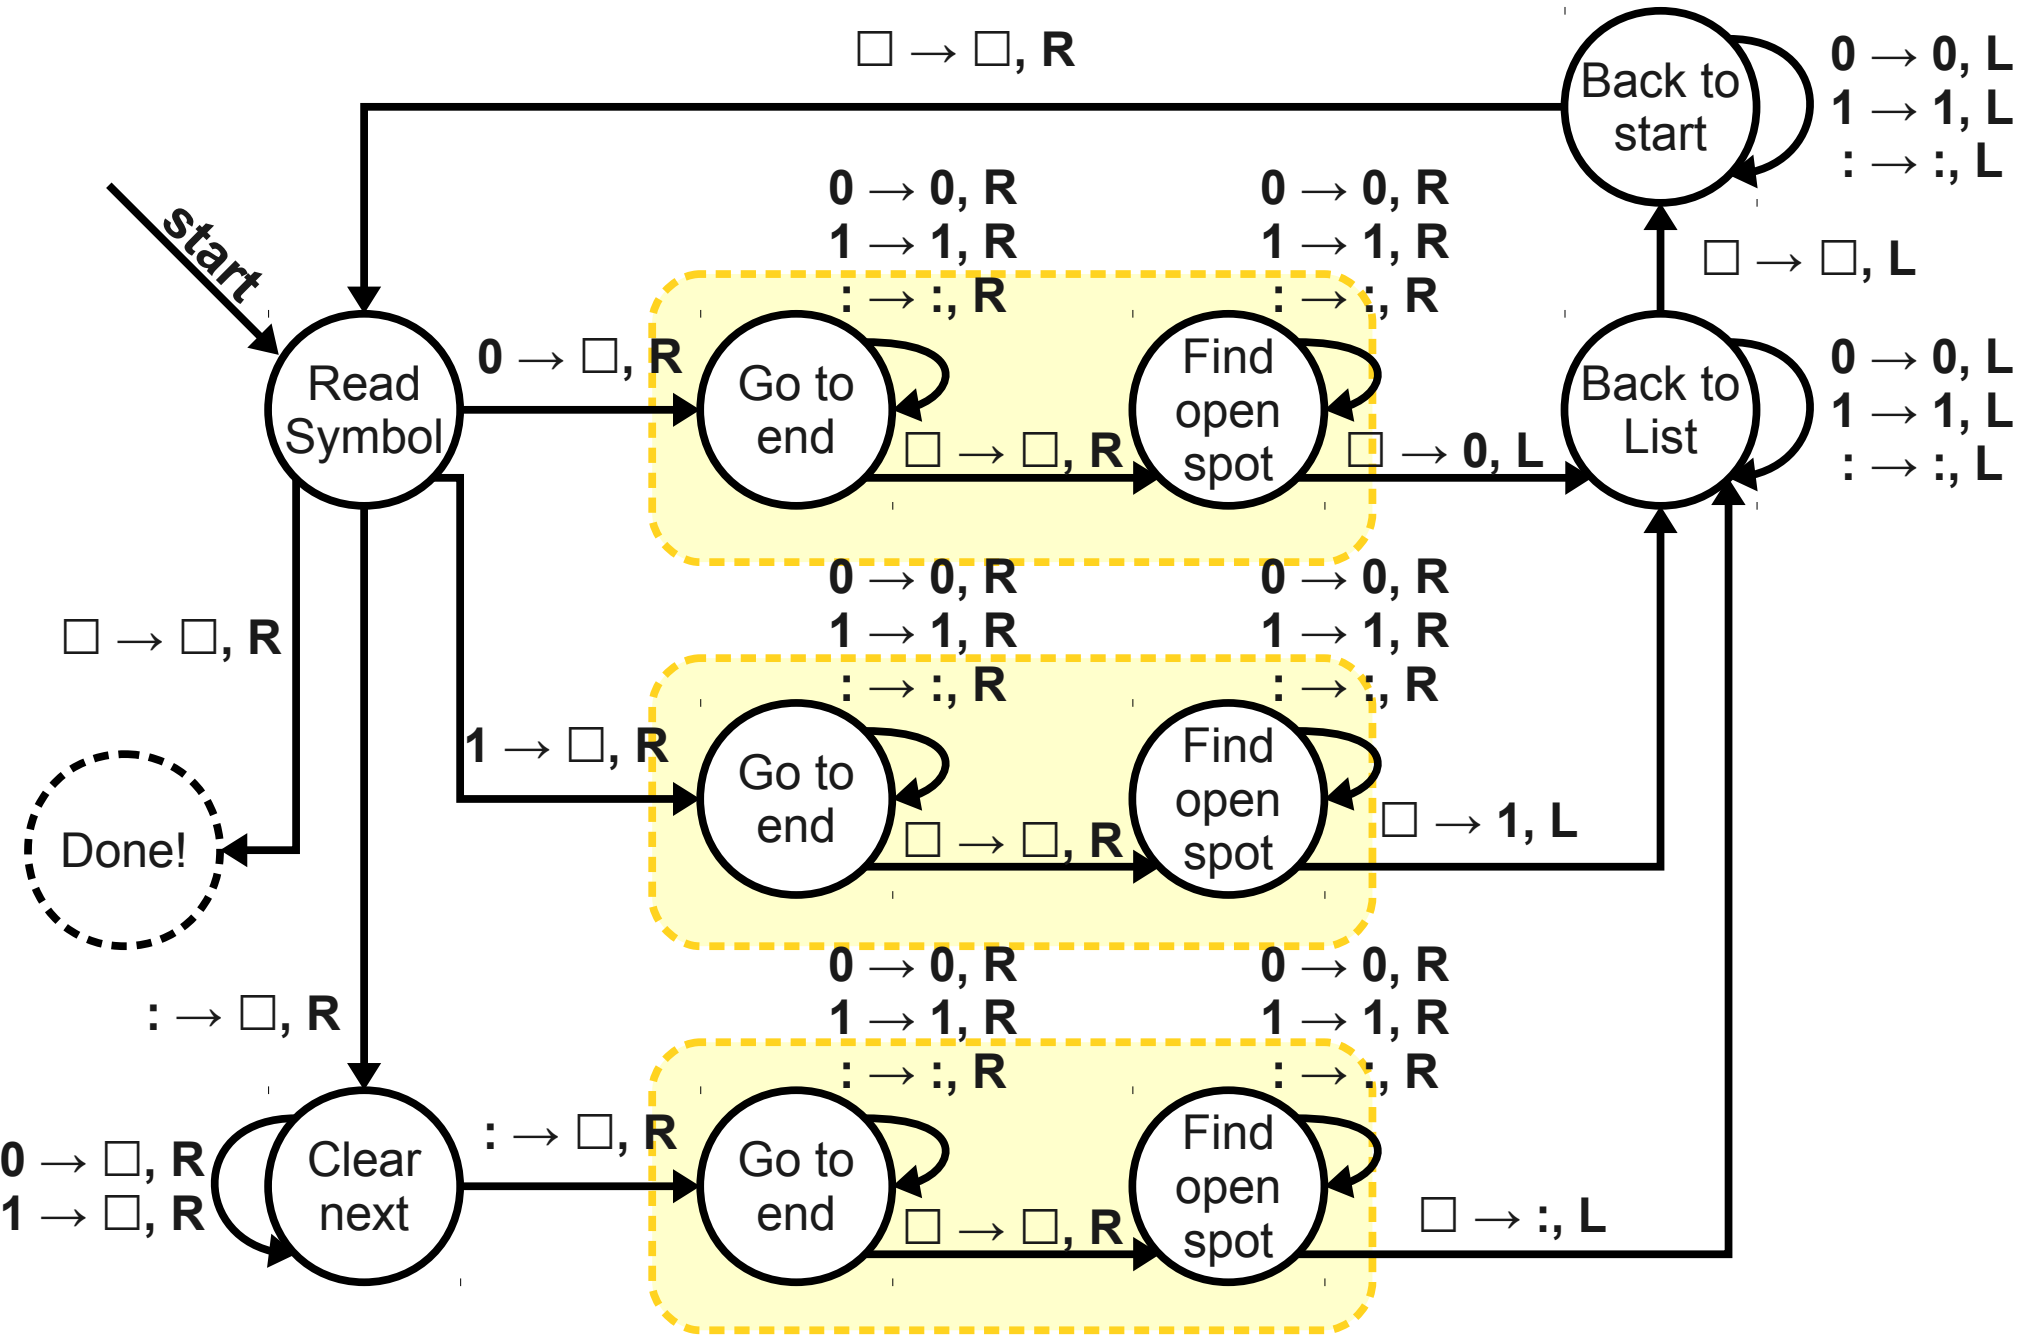 □ → □, R
Back to
start
0 → 0, L
1 → 1, L
: → :, L
start
0 → 0, R
1 → 1, R
: → :, R
0 → 0, R
1 → 1, R
: → :, R
□ → □, L
Read
Symbol
0 → □, R
Go to
end
□ → □, R
Find
open
spot
□ → 0, L
Back to
List
0 → 0, L
1 → 1, L
: → :, L
□ → □, R
0 → 0, R
1 → 1, R
: → :, R
0 → 0, R
1 → 1, R
: → :, R
1 → □, R
Go to
end
□ → □, R
Find
open
spot
□ → 1, L
Done!
: → □, R
0 → 0, R
1 → 1, R
: → :, R
0 → 0, R
1 → 1, R
: → :, R
0 → □, R
1 → □, R
Clear
next
: → □, R
Go to
end
□ → □, R
Find
open
spot
□ → :, L